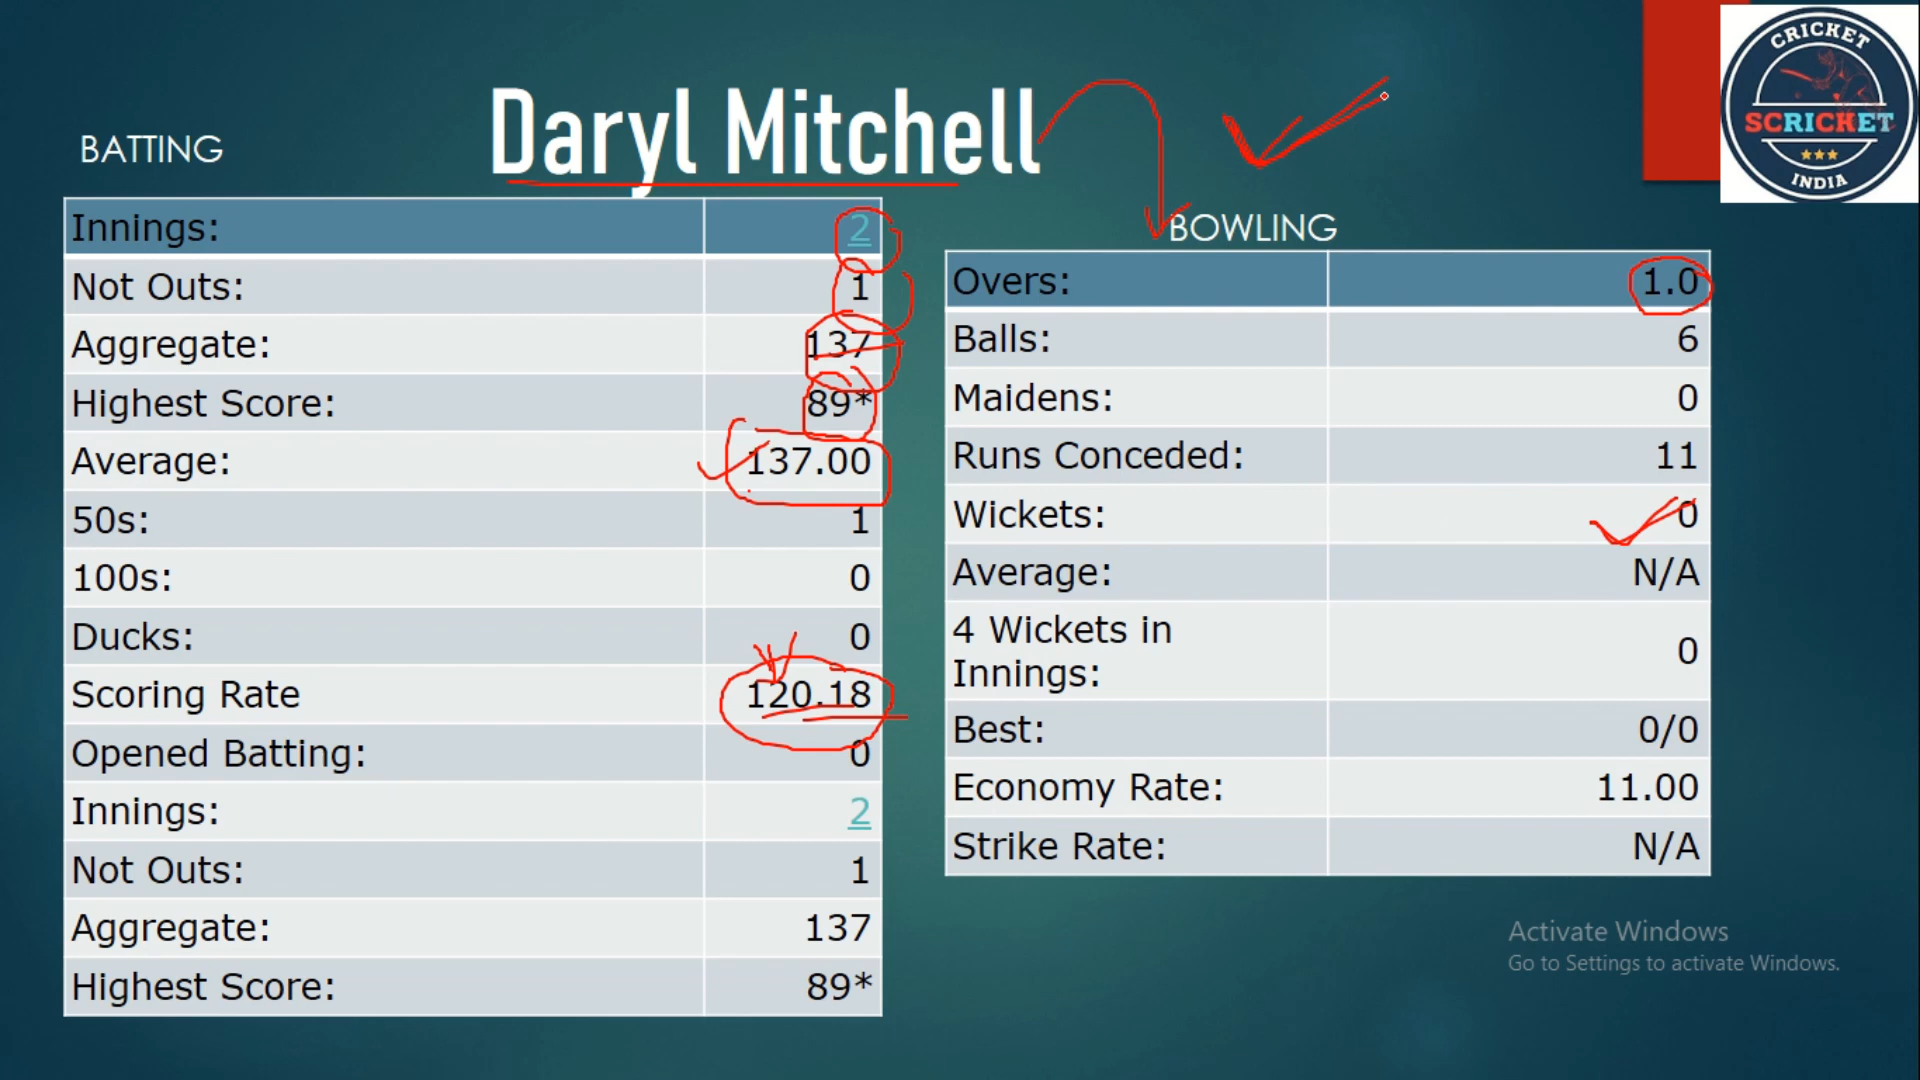 Daryl Mitchell
BATTING
Innings: 2
Not Outs: 1
Aggregate: 137
Highest Score: 89*
Average: 137.00
50s: 1
100s: 0
Ducks: 0
Scoring Rate 120.18
Opened Batting: 0
Innings: 2
Not Outs: 1
Aggregate: 137
Highest Score: 89*
BOWLING
Overs: 1.0
Balls: 6
Maidens: 0
Runs Conceded: 11
Wickets: 0
Average: N/A
4 Wickets in
Innings: 0
Best: 0/0
Economy Rate: 11.00
Strike Rate: N/A
CRICKET
SCRICKET
INDIA
Activate Windows
Go to Settings to activate Windows.